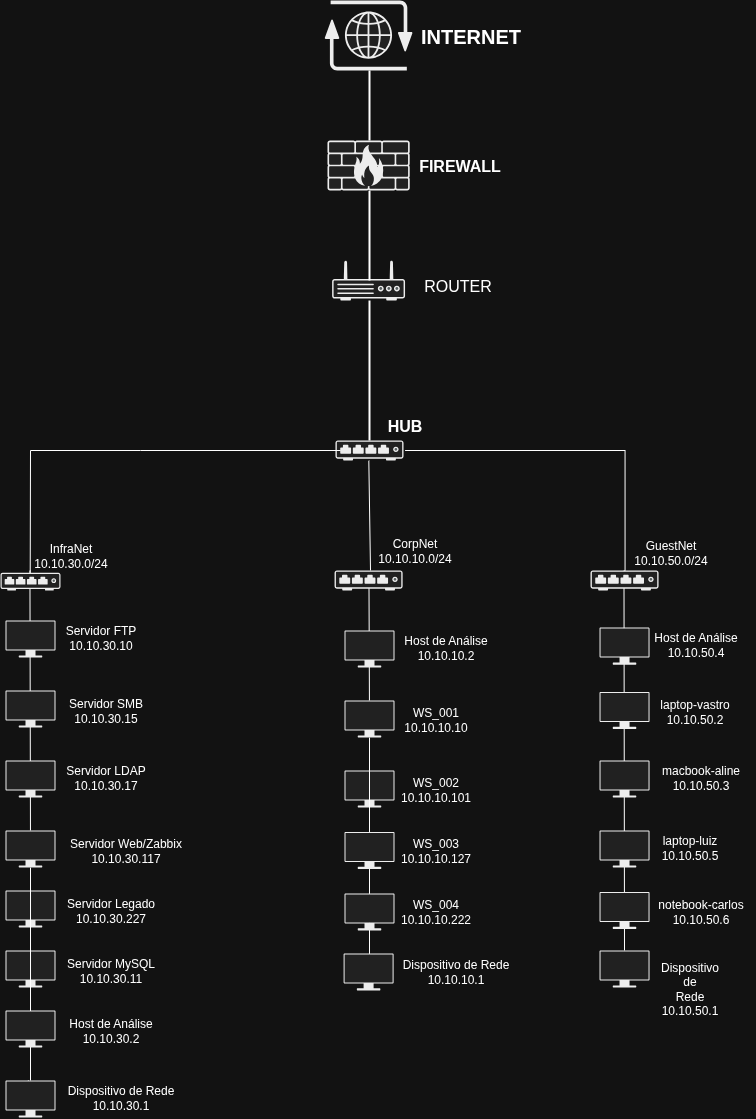 INTERNET
FIREWALL
ROUTER
HUB
InfraNet
10.10.30.0/24
Servidor FTP
10.10.30.10
Servidor SMB
10.10.30.15
Servidor LDAP
10.10.30.17
Servidor Web/Zabbix
10.10.30.117
Servidor Legado
10.10.30.227
Servidor MySQL
10.10.30.11
Host de Análise
10.10.30.2
Dispositivo de Rede
10.10.30.1
CorpNet
10.10.10.0/24
Host de Análise
10.10.10.2
WS_001
10.10.10.10
WS_002
10.10.10.101
WS_003
10.10.10.127
WS_004
10.10.10.222
Dispositivo de Rede
10.10.10.1
GuestNet
10.10.50.0/24
Host de Análise
10.10.50.4
laptop-vastro
10.10.50.2
macbook-aline
10.10.50.3
laptop-luiz
10.10.50.5
notebook-carlos
10.10.50.6
Dispositivo
de
Rede
10.10.50.1